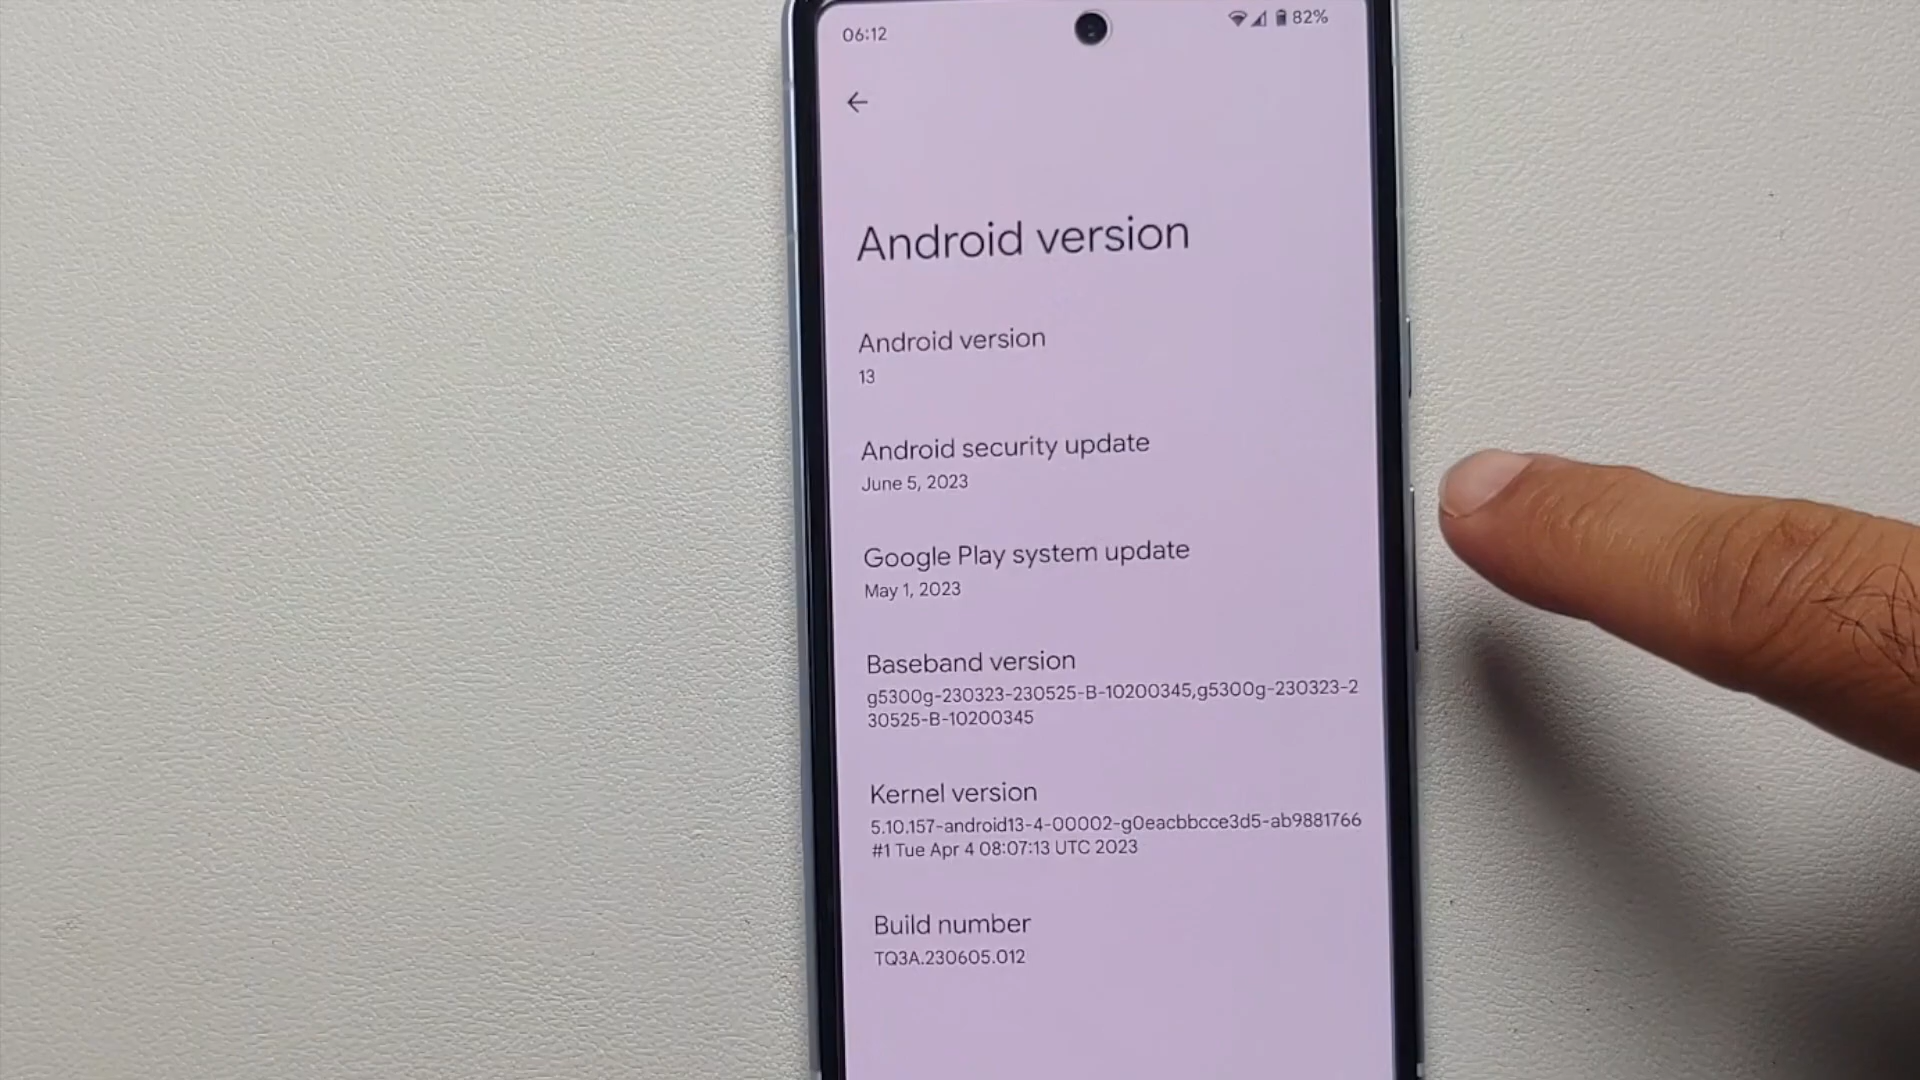 06:12 82%
Android version
Android version
13
Android security update
June 5, 2023
Google Play system update
May 1, 2023
Baseband version
g5300g-230323-230525-B-10200345,g5300g-230323-2
30525-B-10200345
Kernel version
5.10.157-android13-4-00002-g0eacbbcce3d5-ab9881766
#1 Tue Apr 4 08:07:13 UTC 2023
Build number
TQ3A.230605.012